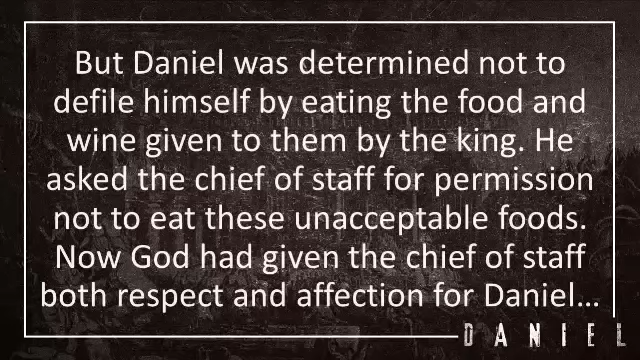 But Daniel was determined not to
defile himself by eating the food and
wine given to them by the king. He
asked the chief of staff for permission
not to eat these unacceptable foods.
Now God had given the chief of staff
both respect and affection for Daniel...
DANIEL